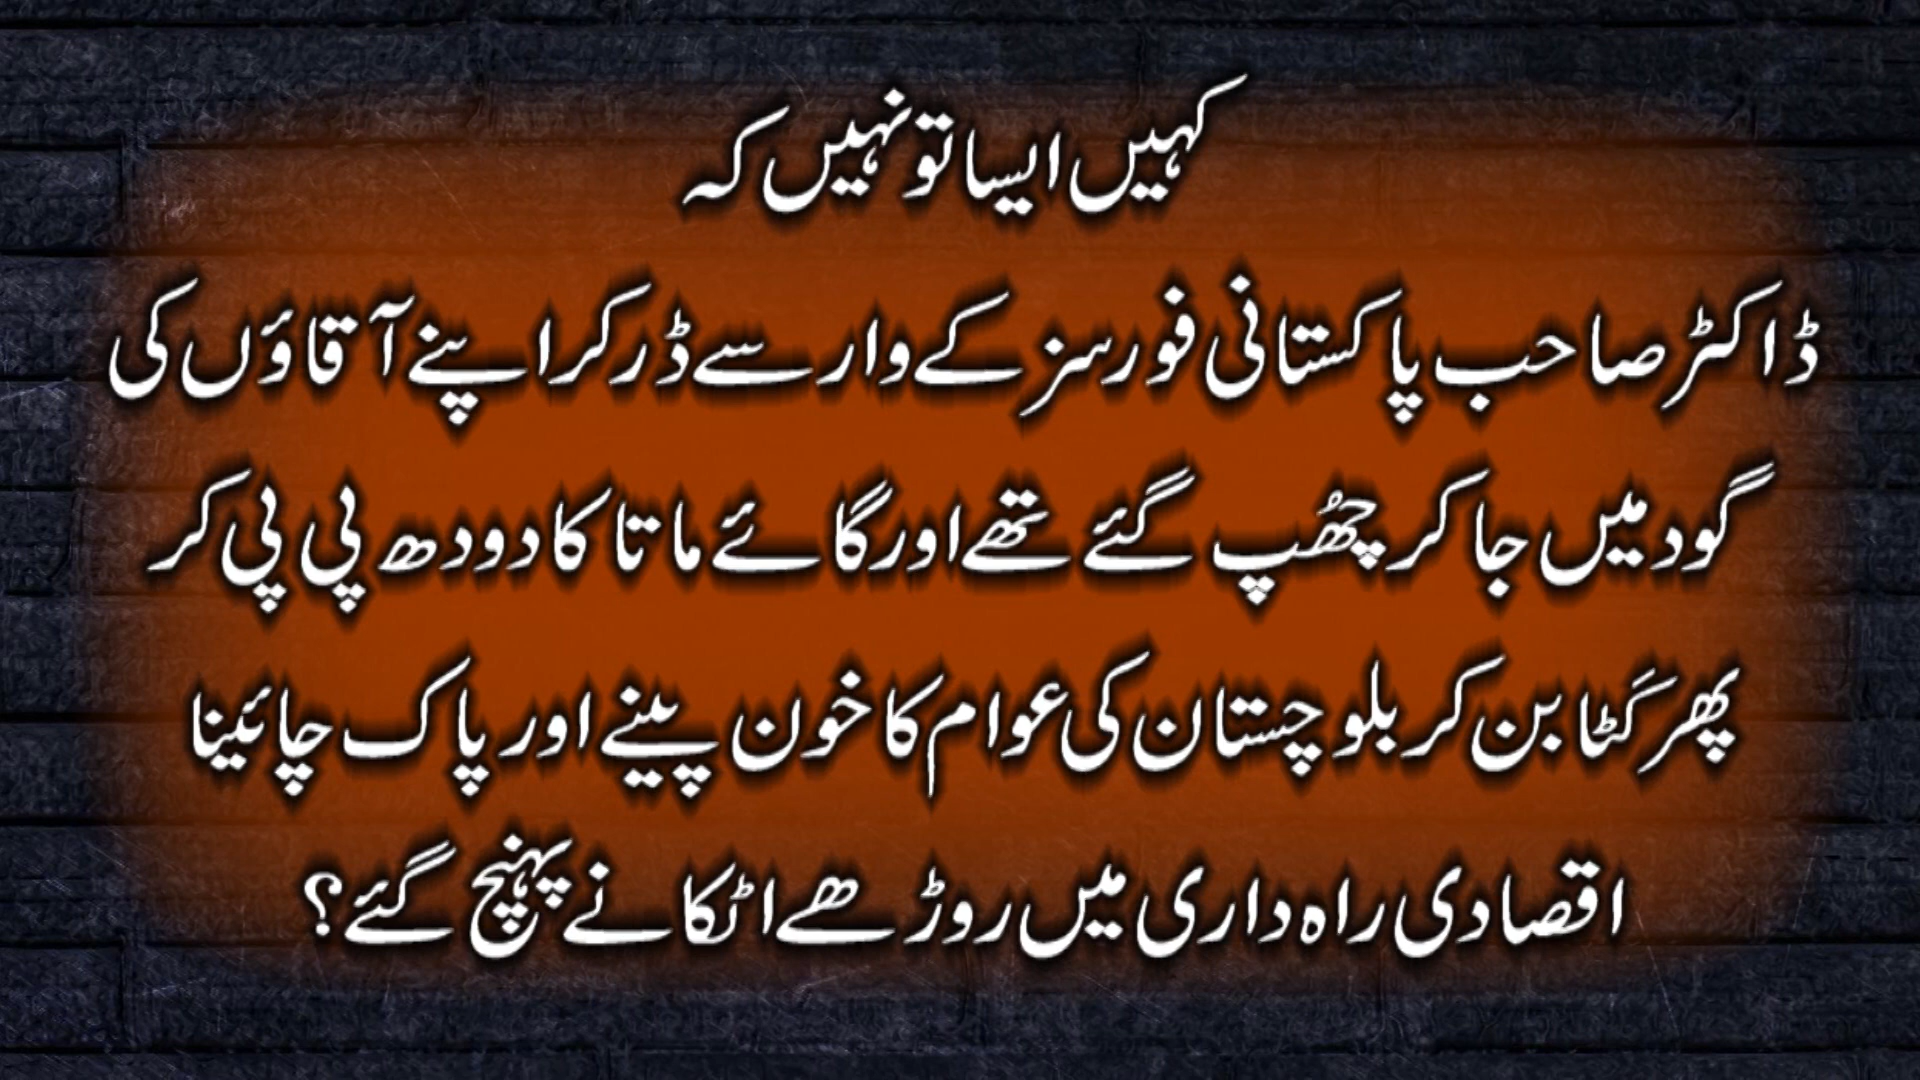 کہیں ایسا تو نہیں کہ
ڈاکٹر صاحب پاکستانی فورسز کے وار سے ڈر کر اپنے آقاؤں کی
گود میں جا کر چھُپ گئے تھے اور گائے ماتا کا دودھ پی پی کر
پھر کَٹا بن کر بلوچستان کی عوام کا خون پینے اور پاک چائینا
اقصادی راہ داری میں روڑھے اٹکانے پہنچ گئے؟